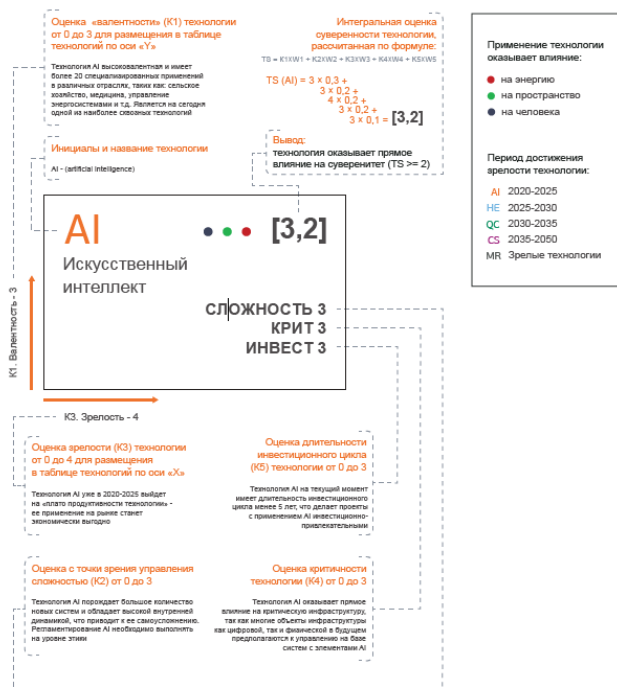 Оценка «валентности» (К1) технологии
от 0 до 3 для размещения в таблице
технологий по оси «Y»
Технология AI высоковалентная и имеет
более 20 специализированных применений
в различных отраслях, таких как: сельское
хозяйство, медицина, управление
энергосистемами и т.д. Является на сегодня
одной из наиболее сквозных технологий
Инициалы и название технологии
AI - (artificial intelligence)
Интегральная оценка
суверенности технологии,
рассчитанная по формуле:
TS = K1XW1 + K2XW2 + K3XW3 + K4XW4 + K5XW5
TS (AI) = 3 × 0,3 +
3 × 0,2 +
4 × 0,2 +
3 × 0,2 +
3 × 0,1 = [3,2]
Вывод:
технология оказывает прямое
влияние на суверенитет (TS >= 2)
Применение технологии
оказывает влияние:
на энергию
на пространство
на человека
Период достижения
зрелости технологии:
AI 2020-2025
HE 2025-2030
QC 2030-2035
CS 2035-2050
MR Зрелые технологии
AI [3,2]
Искусственный
интеллект
СЛОЖНОСТЬ 3
КРИТ 3
ИНВЕСТ 3
К1. Валентность - 3
К3. Зрелость - 4
Оценка зрелости (К3) технологии
от 0 до 4 для размещения
в таблице технологий по оси «Х»
Технология AI уже в 2020-2025 выйдет
на «плато продуктивности технологии» -
ее применение на рынке станет
экономически выгодно
Оценка длительности
инвестиционного цикла
(К5) технологии от 0 до 3
Технология AI на текущий момент
имеет длительность инвестиционного
цикла менее 5 лет, что делает проекты
с применением AI инвестиционно-
привлекательными
Оценка с точки зрения управления
сложностью (К2) от 0 до 3
Технология AI порождает большое количество
новых систем и обладает высокой внутренней
динамикой, что приводит к ее самоусложнению.
Регламентирование AI необходимо выполнять
на уровне этики
Оценка критичности
технологии (К4) от 0 до 3
Технология AI оказывает прямое
влияние на критическую инфраструктуру,
так как многие объекты инфраструктуры
как цифровой, так и физической в будущем
предполагаются к управлению на базе
систем с элементами AI